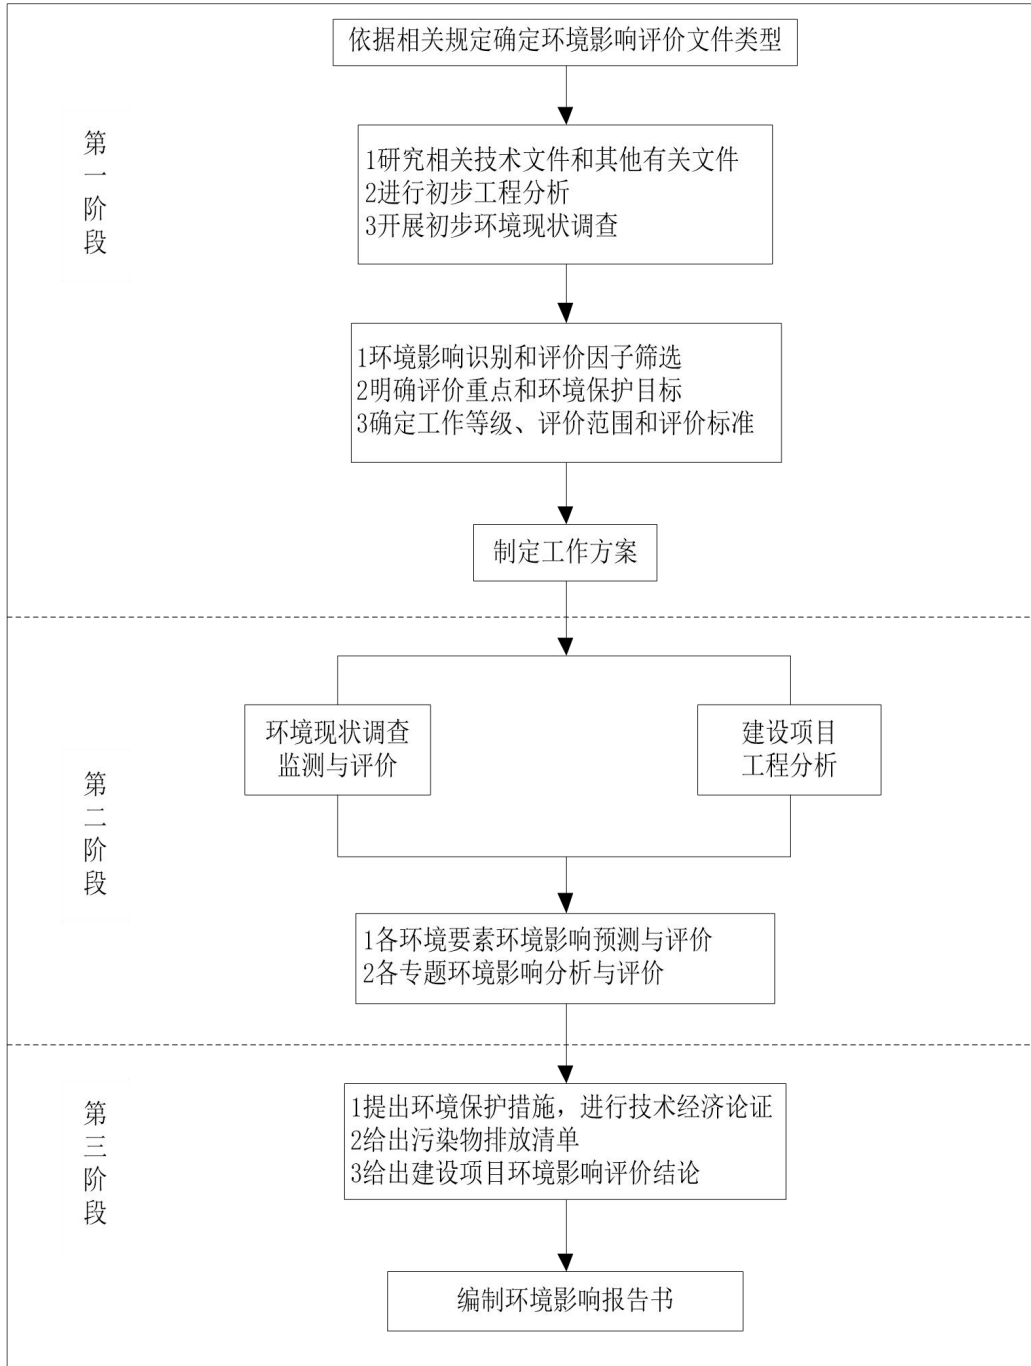 依据相关规定确定环境影响评价文件类型
第一阶段
1研究相关技术文件和其他有关文件
2进行初步工程分析
3开展初步环境现状调查
1环境影响识别和评价因子筛选
2明确评价重点和环境保护目标
3确定工作等级、评价范围和评价标准
制定工作方案
第二阶段
环境现状调查
监测与评价
建设项目
工程分析
1各环境要素环境影响预测与评价
2各专题环境影响分析与评价
第三阶段
1提出环境保护措施，进行技术经济论证
2给出污染物排放清单
3给出建设项目环境影响评价结论
编制环境影响报告书